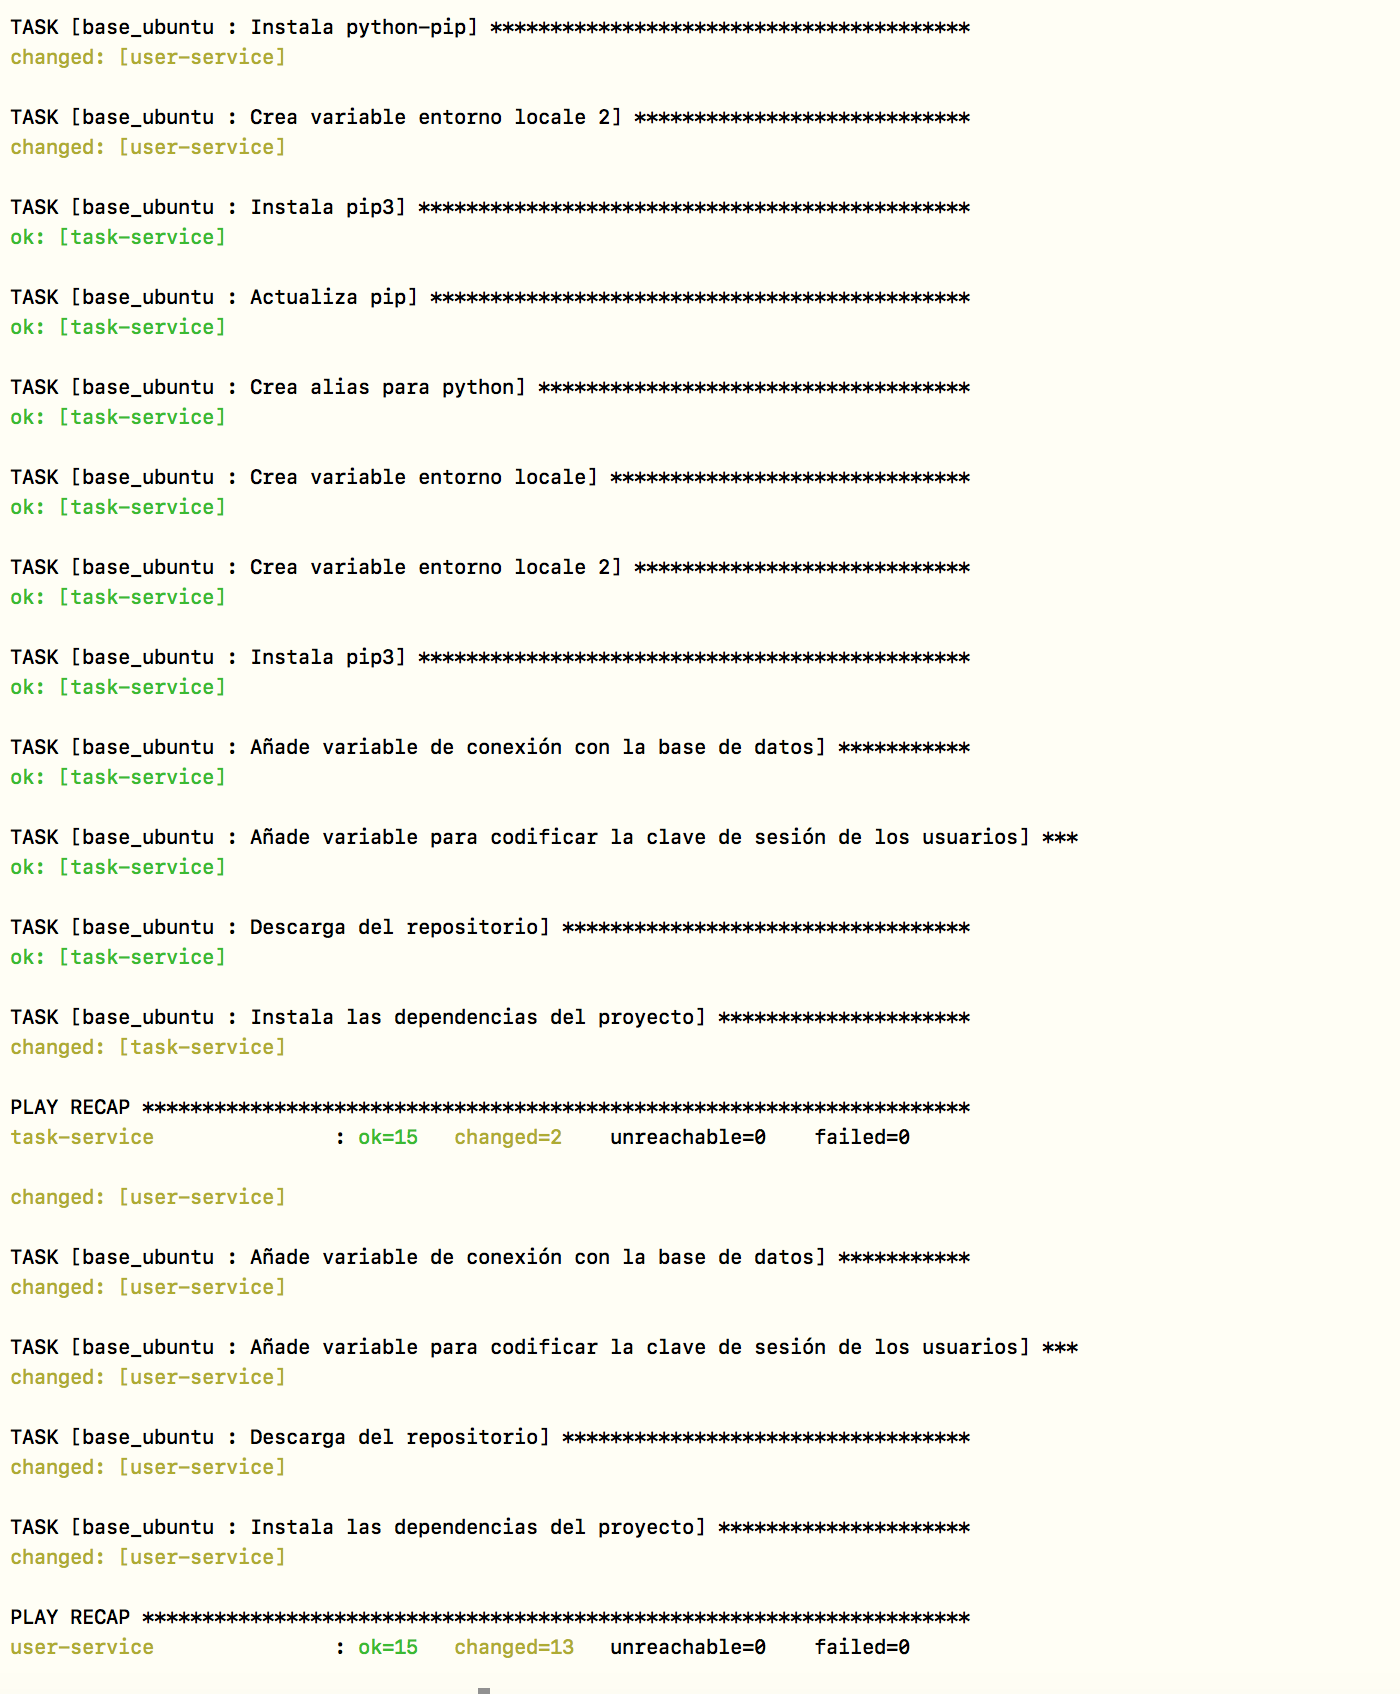 TASK [base_ubuntu : Instala python-pip] ****************************************
changed: [user-service]
TASK [base_ubuntu : Crea variable entorno locale 2] ****************************
changed: [user-service]
TASK [base_ubuntu : Instala pip3] **********************************************
ok: [task-service]
TASK [base_ubuntu : Actualiza pip] *********************************************
ok: [task-service]
TASK [base_ubuntu : Crea alias para python] ************************************
ok: [task-service]
TASK [base_ubuntu : Crea variable entorno locale] ******************************
ok: [task-service]
TASK [base_ubuntu : Crea variable entorno locale 2] ****************************
ok: [task-service]
TASK [base_ubuntu : Instala pip3] **********************************************
ok: [task-service]
TASK [base_ubuntu : Añade variable de conexión con la base de datos] ***********
ok: [task-service]
TASK [base_ubuntu : Añade variable para codificar la clave de sesión de los usuarios] ***
ok: [task-service]
TASK [base_ubuntu : Descarga del repositorio] **********************************
ok: [task-service]
TASK [base_ubuntu : Instala las dependencias del proyecto] *********************
changed: [task-service]
PLAY RECAP *********************************************************************
task-service               : ok=15   changed=2    unreachable=0    failed=0
changed: [user-service]
TASK [base_ubuntu : Añade variable de conexión con la base de datos] ***********
changed: [user-service]
TASK [base_ubuntu : Añade variable para codificar la clave de sesión de los usuarios] ***
changed: [user-service]
TASK [base_ubuntu : Descarga del repositorio] **********************************
changed: [user-service]
TASK [base_ubuntu : Instala las dependencias del proyecto] *********************
changed: [user-service]
PLAY RECAP *********************************************************************
user-service               : ok=15   changed=13   unreachable=0    failed=0